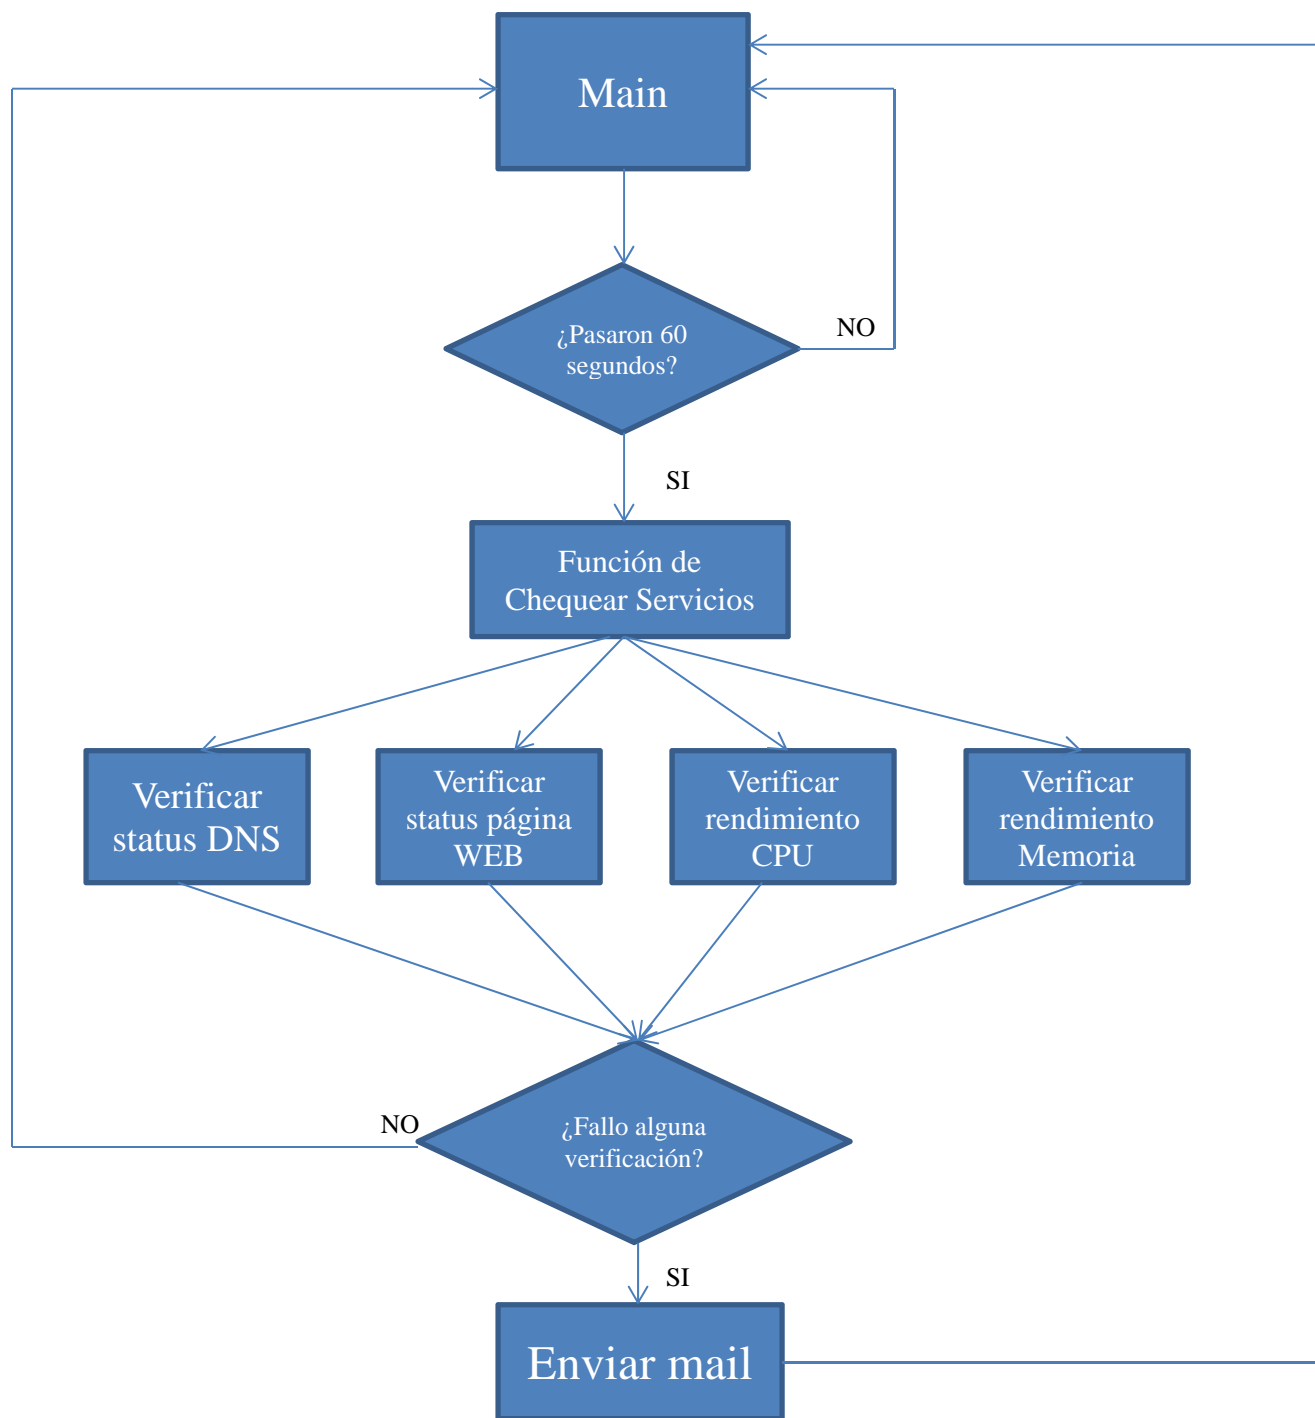 Main
¿Pasaron 60
segundos?
NO
SI
Función de
Chequear Servicios
Verificar
status DNS
Verificar
status página
WEB
Verificar
rendimiento
CPU
Verificar
rendimiento
Memoria
NO
¿Fallo alguna
verificación?
SI
Enviar mail